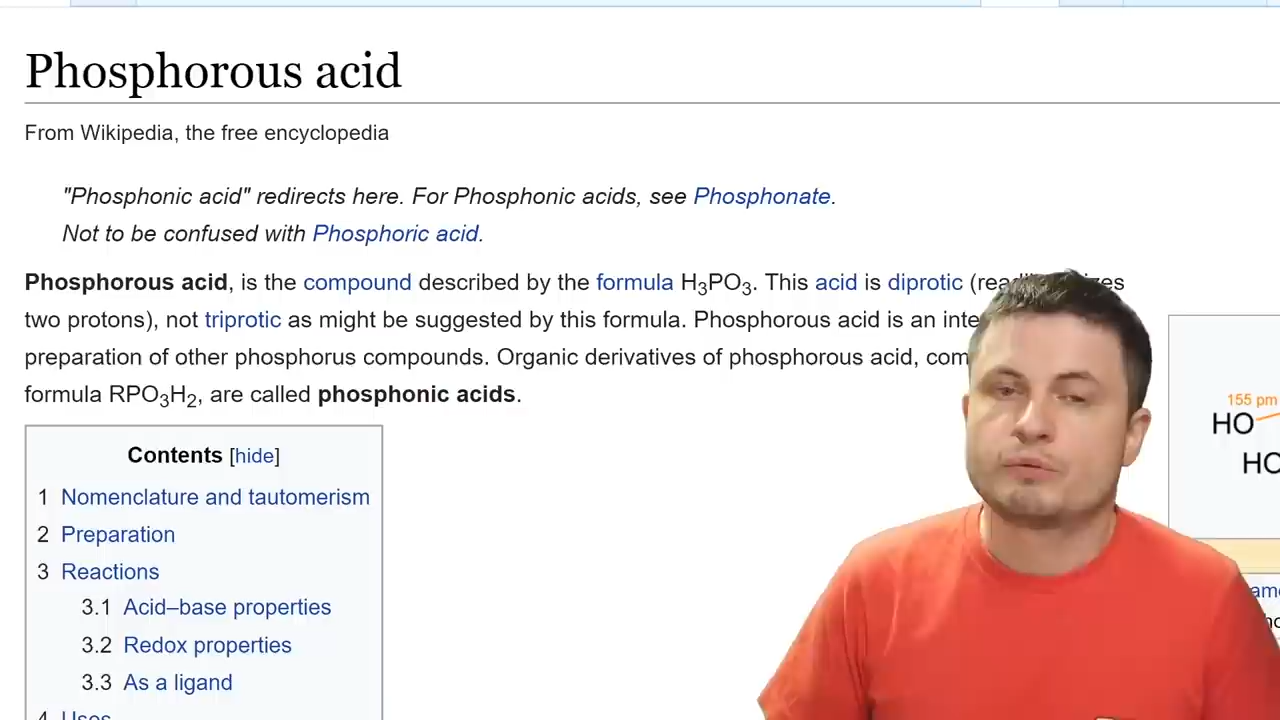 Phosphorous acid
From Wikipedia, the free encyclopedia
"Phosphonic acid" redirects here. For Phosphonic acids, see Phosphonate.
Not to be confused with Phosphoric acid.
Phosphorous acid, is the compound described by the formula H₃PO₃. This acid is diprotic
two protons), not triprotic as might be suggested by this formula. Phosphorous acid is an
preparation of other phosphorus compounds. Organic derivatives of phosphorous acid,
formula RPO₃H₂, are called phosphonic acids.
155 pm
HO
Contents [hide]
1 Nomenclature and tautomerism
2 Preparation
3 Reactions
3.1 Acid–base properties
3.2 Redox properties
3.3 As a ligand